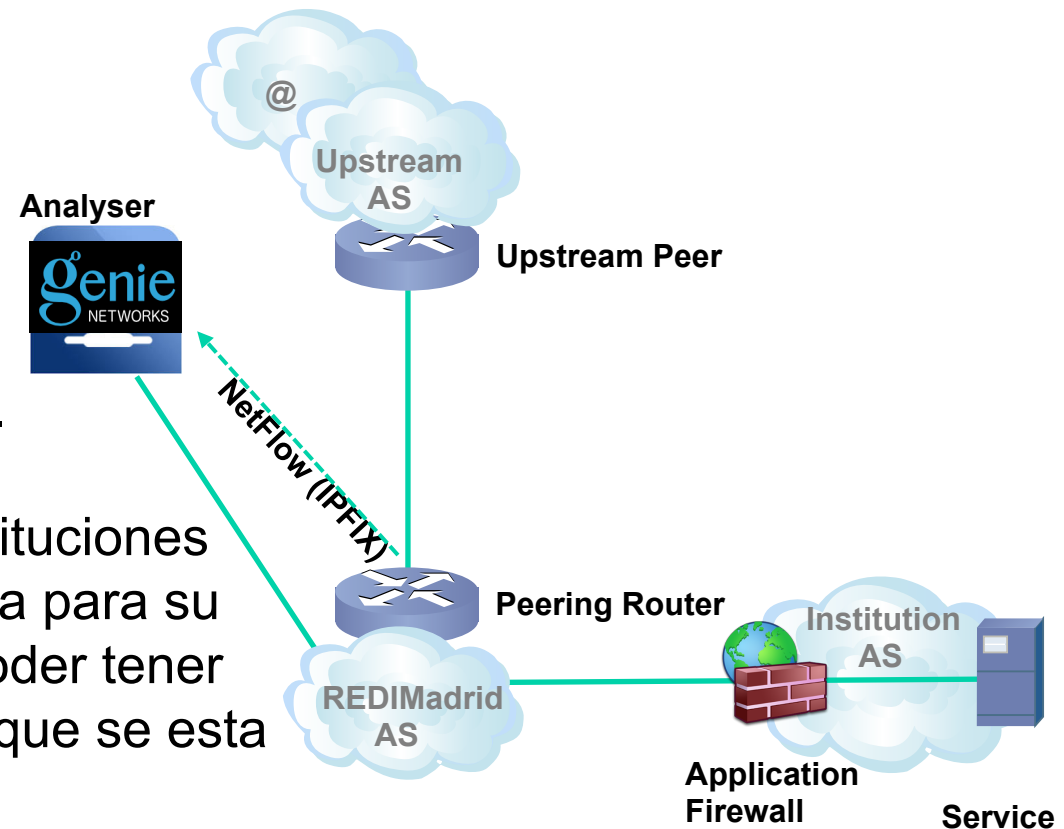 @
Upstream
AS
Analyser
genie
NETWORKS
Upstream Peer
NetFlow (IPFIX)
ituciones
a para su
oder tener
que se esta
Peering Router
Institution
AS
REDIMadrid
AS
Application
Firewall
Service